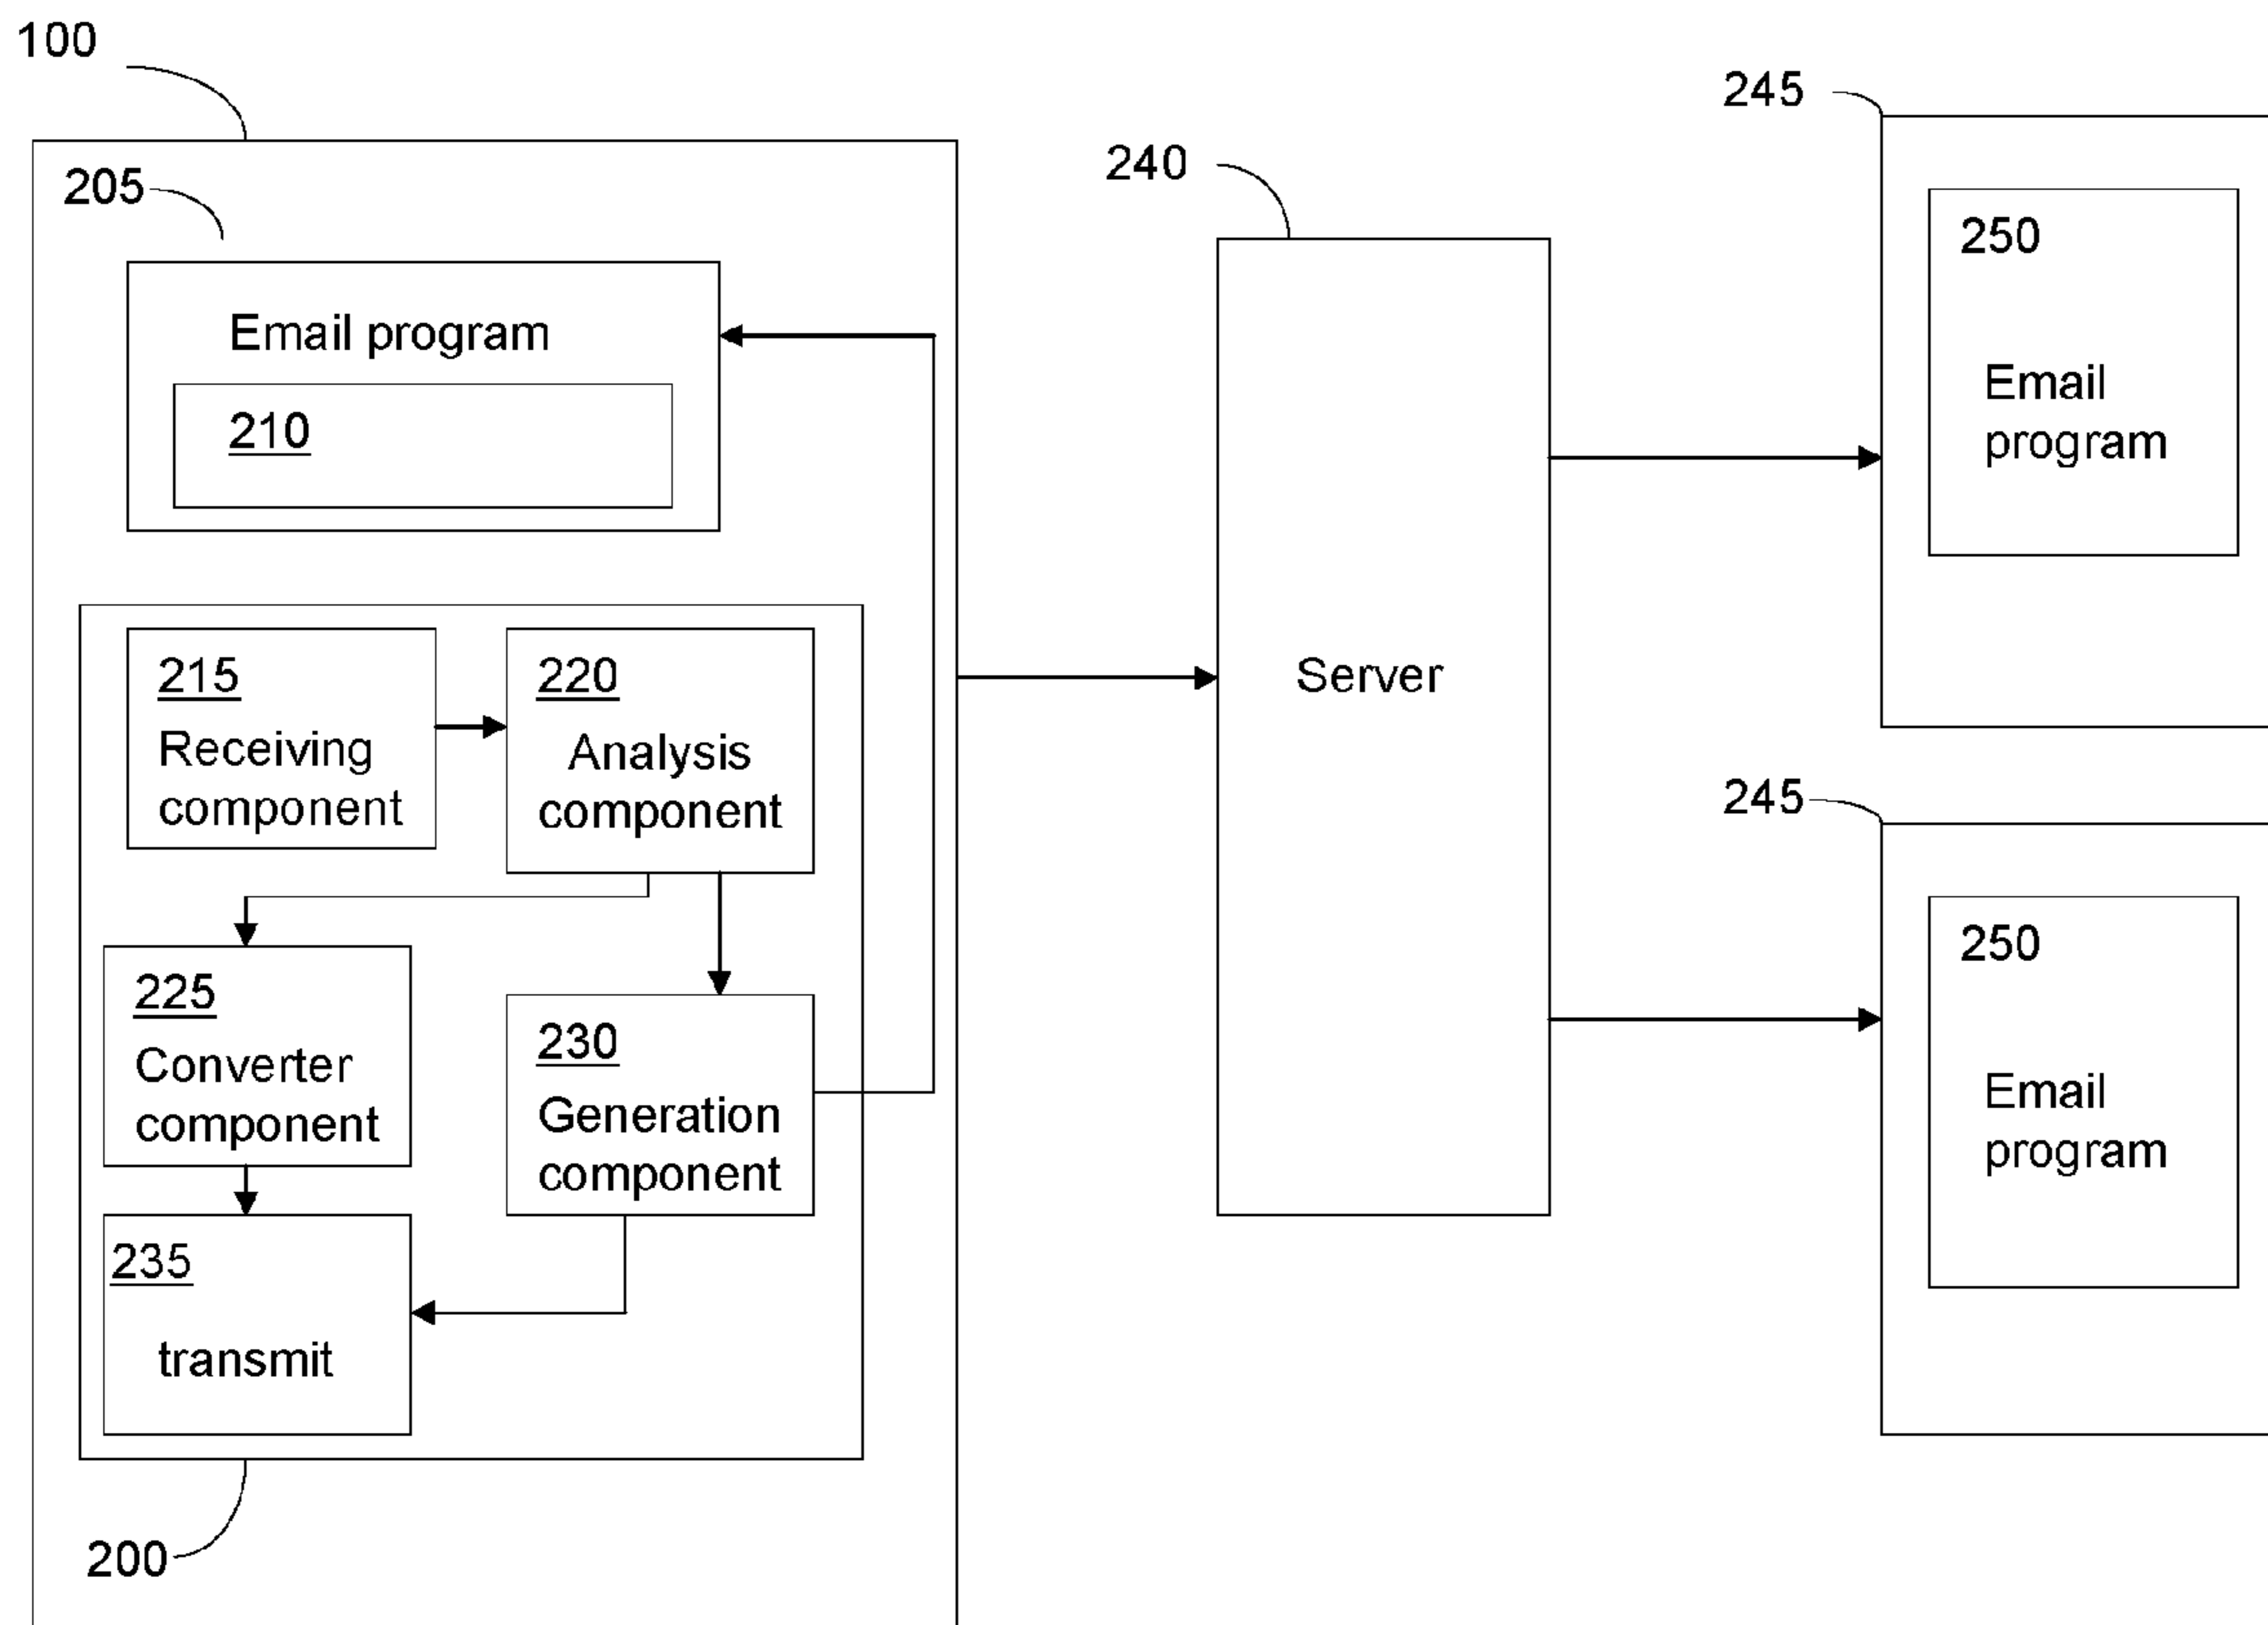 100
205
Email program
210
215
Receiving
component
220
Analysis
component
225
Converter
component
230
Generation
component
235
transmit
200
240
Server
245
250
Email
program
245
250
Email
program